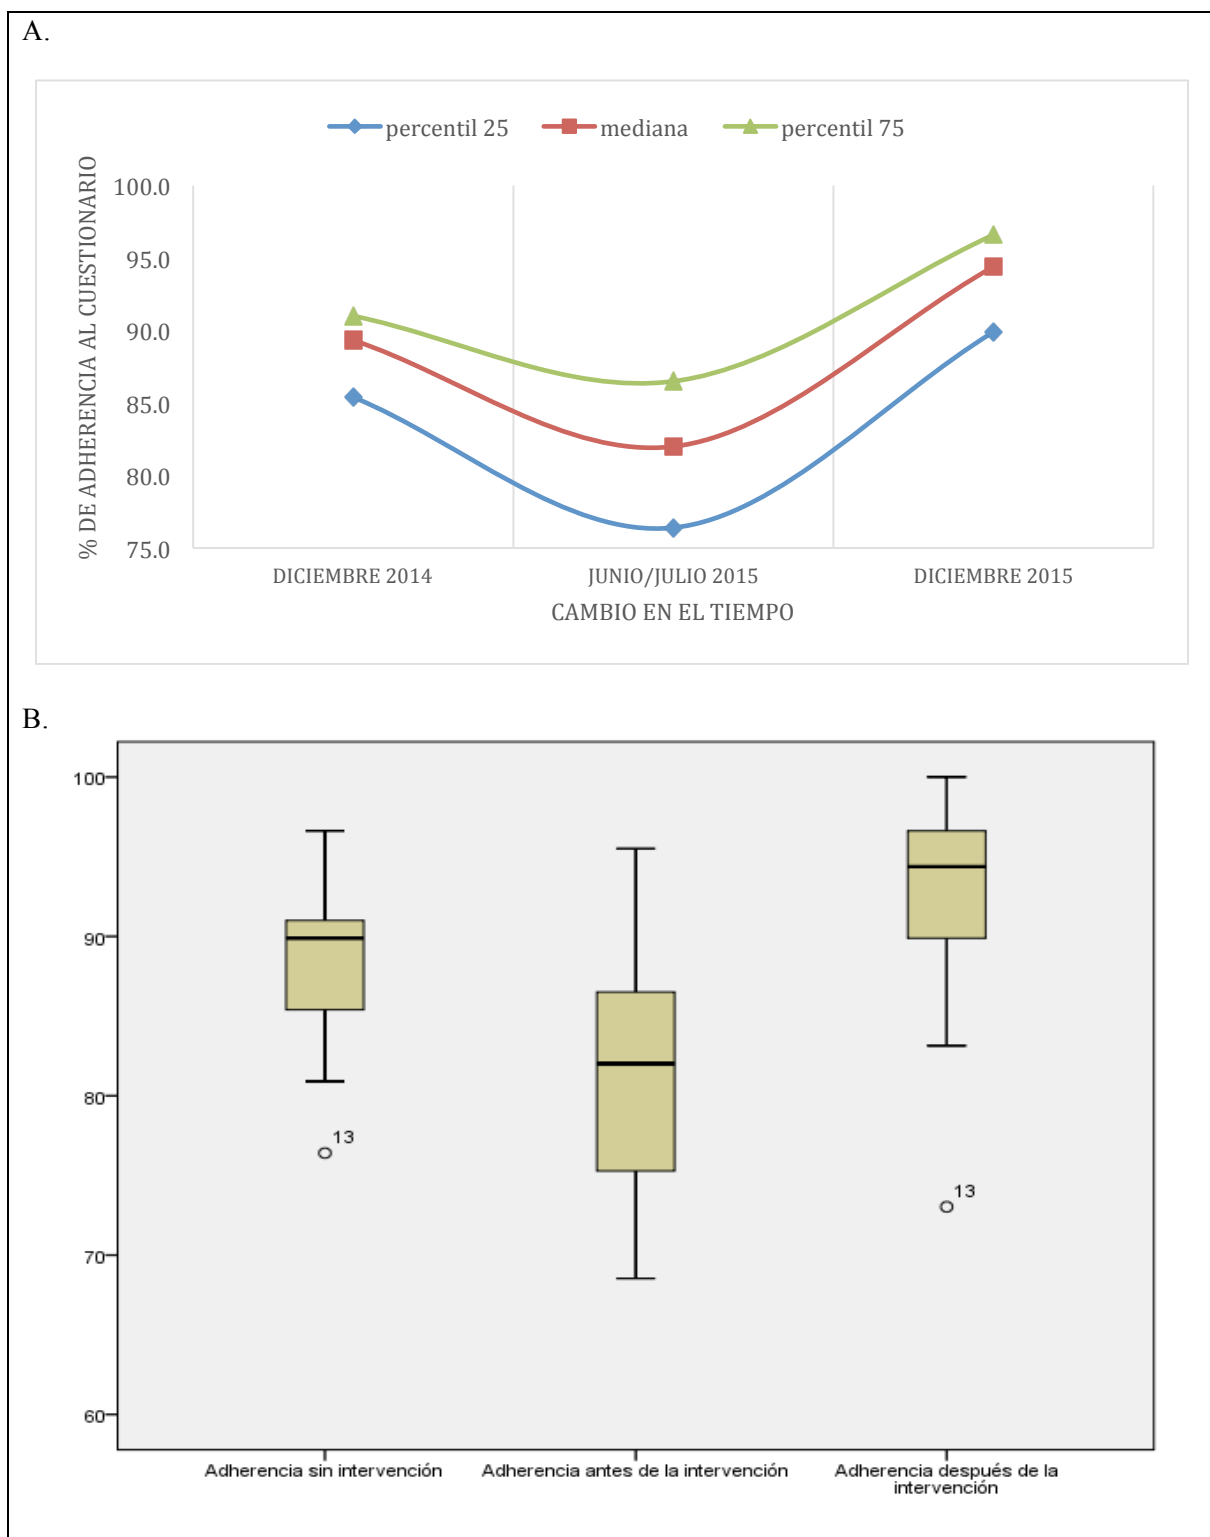 A.
percentil 25 mediana percentil 75
% DE ADHERENCIA AL CUESTIONARIO
100.0
95.0
90.0
85.0
80.0
75.0
DICIEMBRE 2014 JUNIO/JULIO 2015 DICIEMBRE 2015
CAMBIO EN EL TIEMPO
B.
100
90
80
70
60
13
13
Adherencia sin intervención Adherencia antes de la intervención Adherencia después de la
intervención